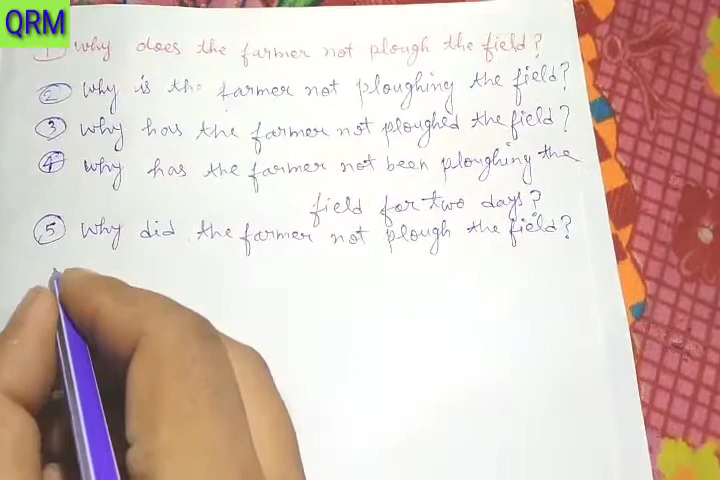 QRM
1 Why does the farmer not plough the field?
2 Why is the farmer not ploughing the field?
3 Why has the farmer not ploughed the field?
4 Why has the farmer not been ploughing the
field for two days?
5 Why did the farmer not plough the field?